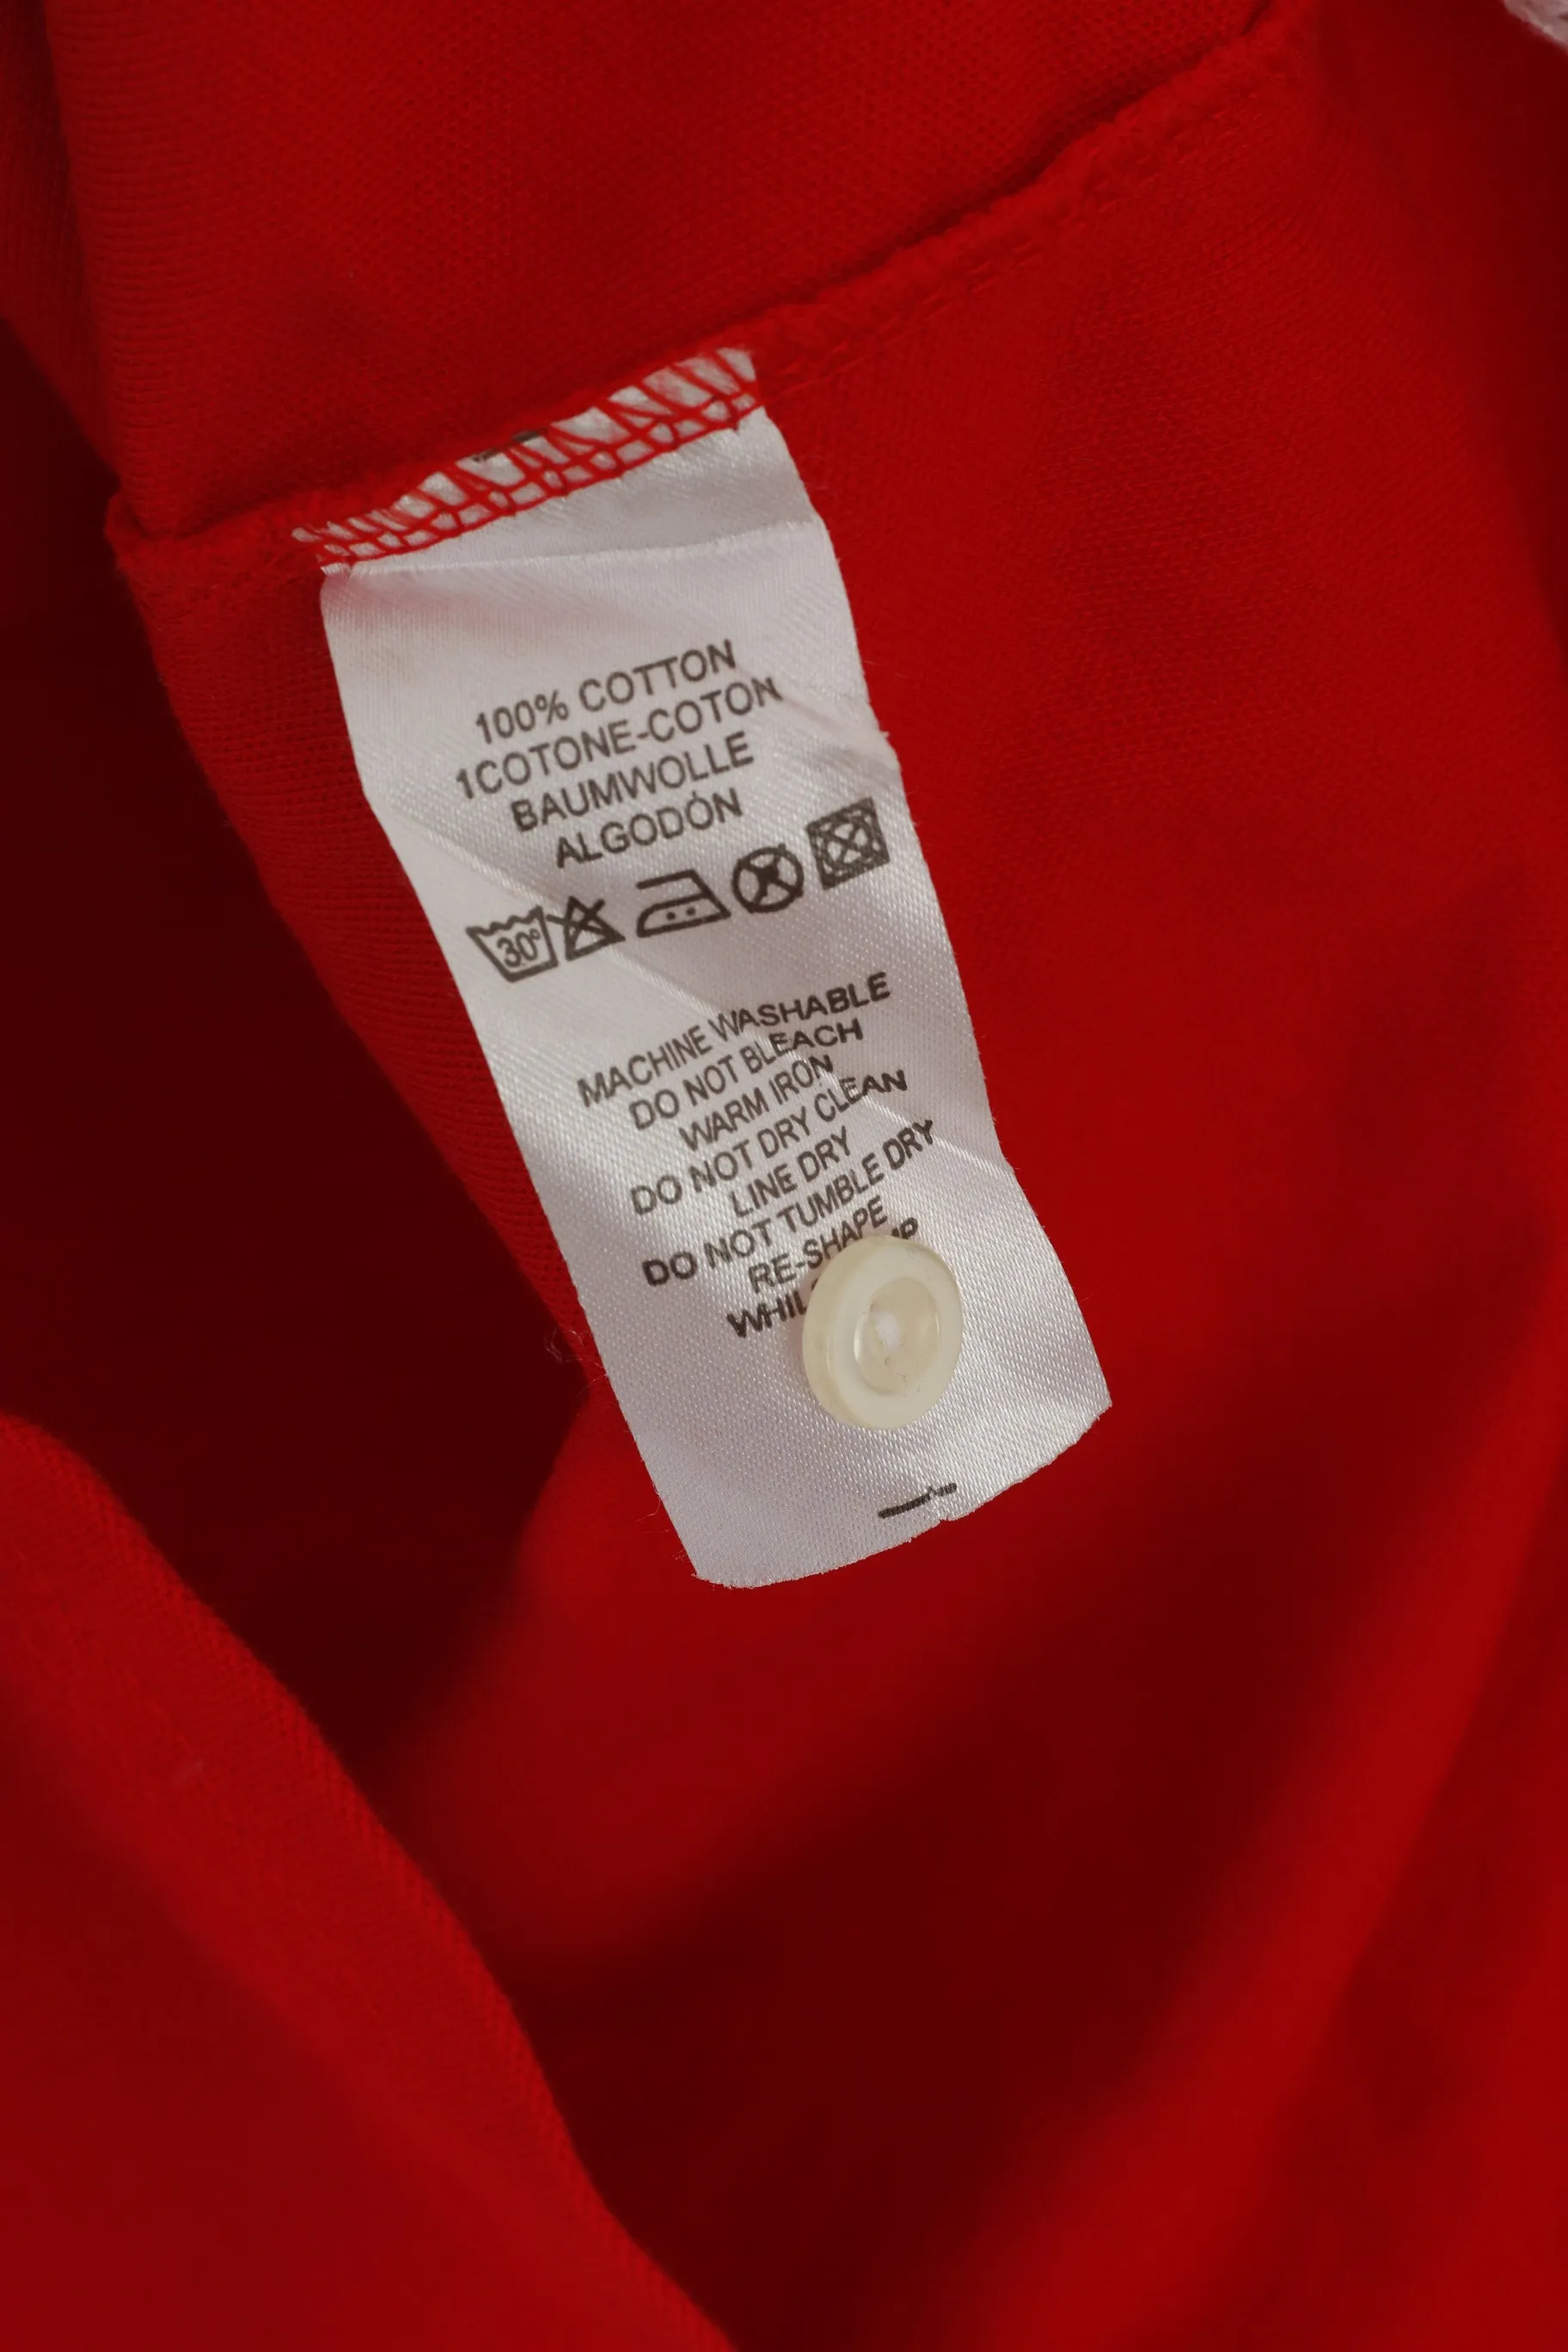 100% COTTON
1COTONE-COTON
BAUMWOLLE
ALGODÓN
30°
MACHINE WASHABLE
DO NOT BLEACH
WARM IRON
DO NOT DRY CLEAN
LINE DRY
DO NOT TUMBLE DRY
RE-SHAPE